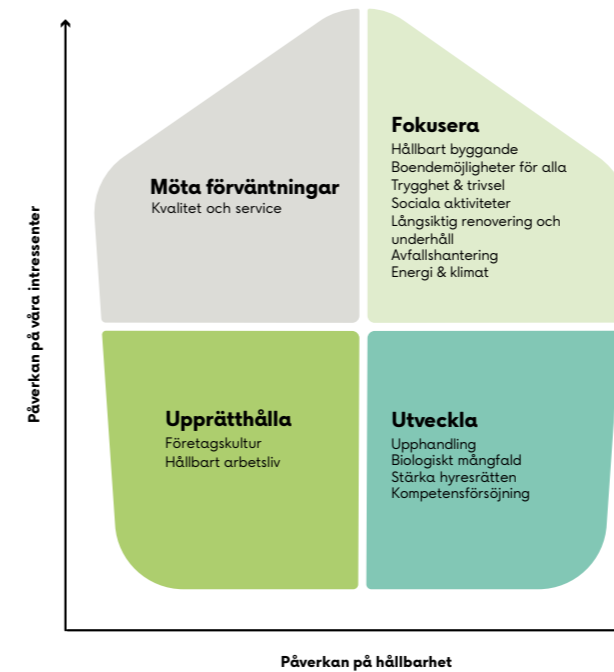 Påverkan på våra intressenter
Möta förväntningar
Kvalitet och service
Fokusera
Hållbart byggande
Boendemöjligheter för alla
Trygghet & trivsel
Sociala aktiviteter
Långsiktig renovering och
underhåll
Avfallshantering
Energi & klimat
Upprätthålla
Företagskultur
Hållbart arbetsliv
Utveckla
Upphandling
Biologiskt mångfald
Stärka hyresrätten
Kompetensförsöjning
Påverkan på hållbarhet